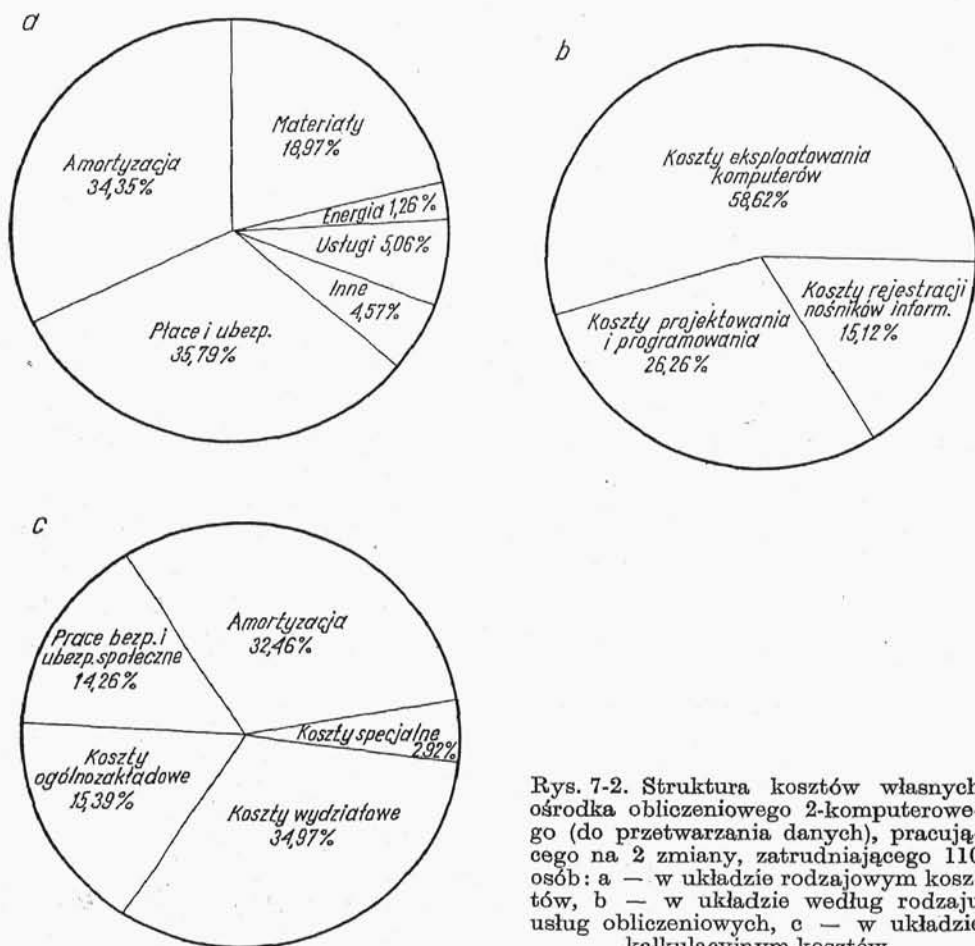 a
Materiały
18,97%
Amortyzacja
34,35%
Energia 1,26%
Usługi 5,06%
Inne
4,57%
Płace i ubezp.
35,79%
b
Koszty eksploatowania
komputerów
58,62%
Koszty rejestracji
nośników inform.
15,12%
Koszty projektowania
i programowania
26,26%
c
Amortyzacja
32,46%
Prace bezp. i
ubezp. społeczne
14,26%
Koszty specjalne
2,92%
Koszty
ogólnozakładowe
15,39%
Koszty wydziałowe
34,97%
Rys. 7-2. Struktura kosztów własnych
ośrodka obliczeniowego 2-komputerowe
go (do przetwarzania danych), pracują
cego na 2 zmiany, zatrudniającego 110
osób: a — w układzie rodzajowym kosz
tów, b — w układzie według rodzaju
usług obliczeniowych, c — w układzie
kalkulacyjnym kosztów